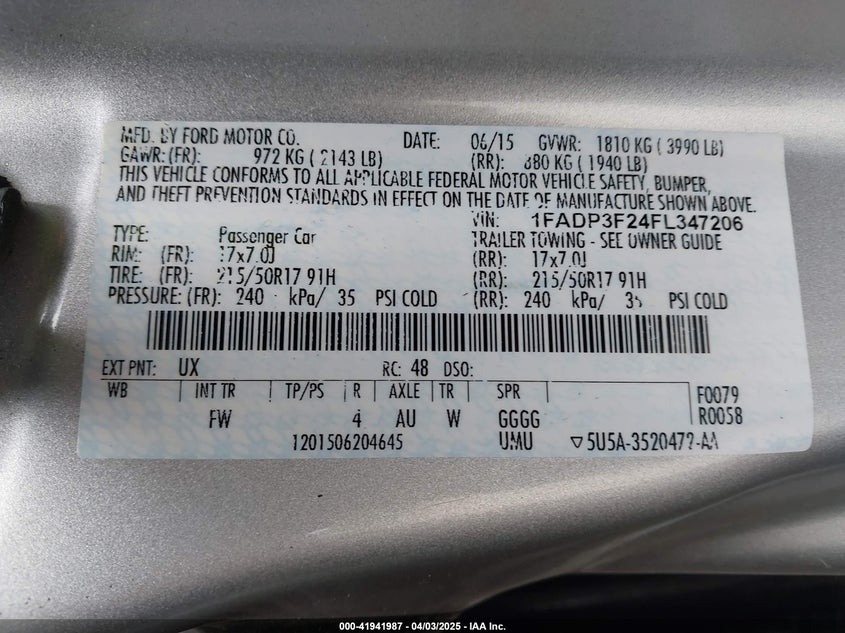 MFD. BY FORD MOTOR CO. DATE: 06/15 GVWR: 1810 KG ( 3990 LB)
GAWR: (FR): 972 KG ( 2143 LB) (RR): 880 KG ( 1940 LB)
THIS VEHICLE CONFORMS TO ALL APPLICABLE FEDERAL MOTOR VEHICLE SAFETY, BUMPER,
AND THEFT PREVENTION STANDARDS IN EFFECT ON THE DATE OF MANUFACTURE SHOWN ABOVE.
VIN: 1FADP3F24FL347206
TYPE: Passenger Car TRAILER TOWING - SEE OWNER GUIDE
RIM: (FR): 17x7.0J (RR): 17x7.0J
TIRE: (FR): 215/50R17 91H (RR): 215/50R17 91H
PRESSURE: (FR): 240 kPa/ 35 PSI COLD (RR): 240 kPa/ 35 PSI COLD
EXT PNT: UX RC: 48 DSO:
WB INT TR TP/PS R AXLE TR SPR F0079
FW 4 AU W GGGG R0058
1201506204645 UMU ▽5U5A-3520472-AA
000-41941987 - 04/03/2025 - IAA Inc.